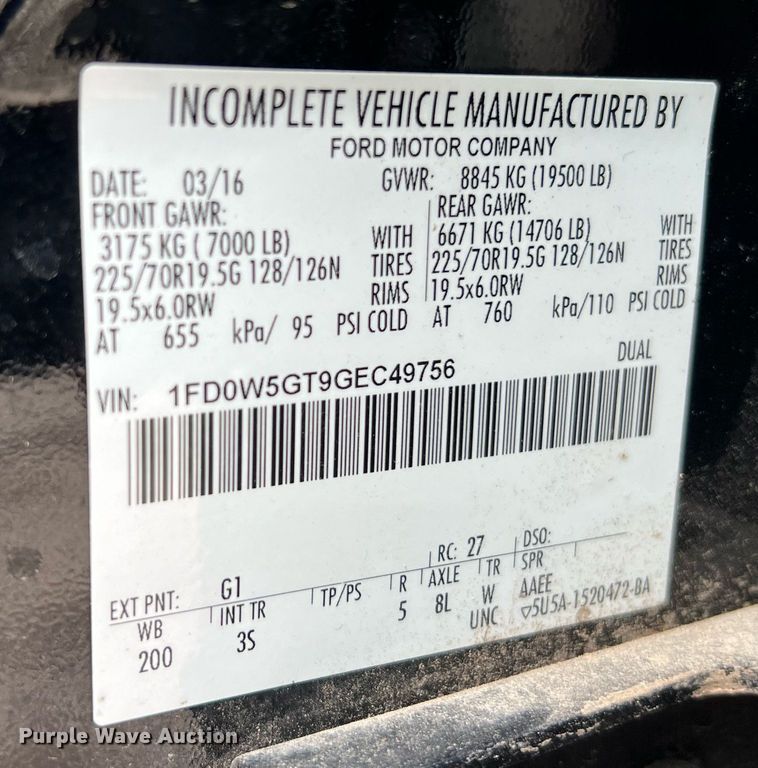 INCOMPLETE VEHICLE MANUFACTURED BY
FORD MOTOR COMPANY
DATE: 03/16 GVWR: 8845 KG (19500 LB)
FRONT GAWR: REAR GAWR:
3175 KG ( 7000 LB) WITH 6671 KG (14706 LB) WITH
225/70R19.5G 128/126N TIRES 225/70R19.5G 128/126N TIRES
19.5x6.0RW RIMS 19.5x6.0RW RIMS
AT 655 kPa/ 95 PSI COLD AT 760 kPa/110 PSI COLD
DUAL
VIN: 1FD0W5GT9GEC49756
EXT PNT: G1 RC: 27 DSO:
WB INT TR TP/PS R AXLE TR SPR
200 3S 5 8L W AAEE
UNC ▽5U5A-1520472-BA
Purple Wave Auction